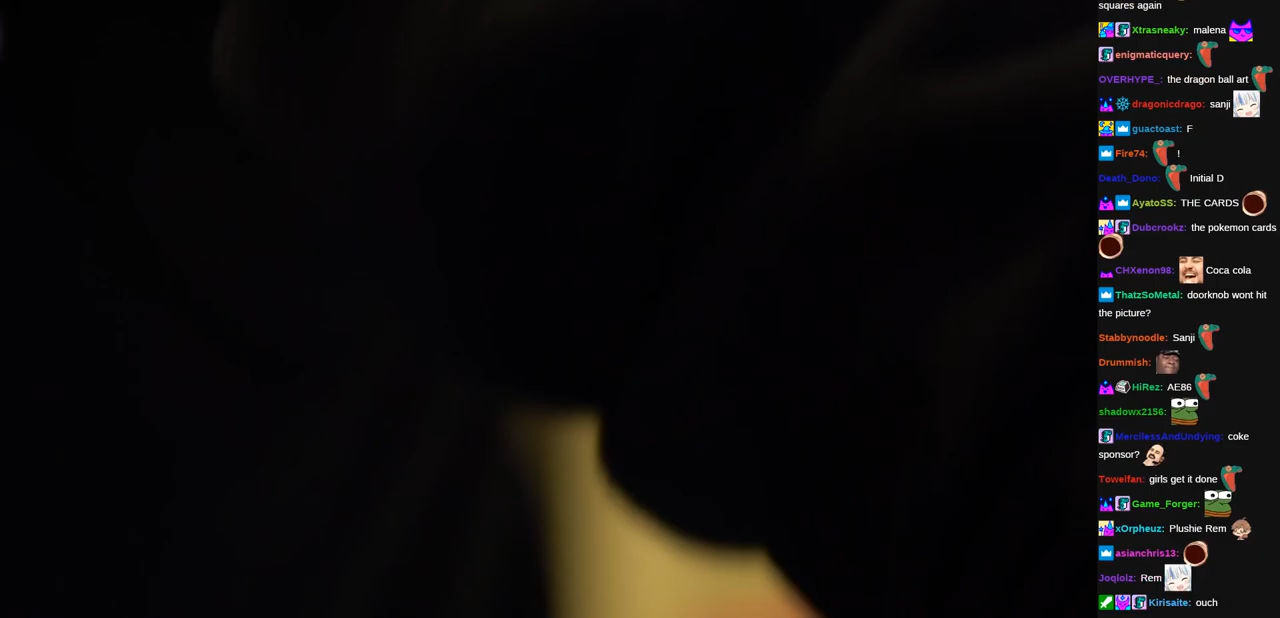 squares again
Xtrasneaky: malena
enigmaticquery:
OVERHYPE_: the dragon ball art
dragonicdrago: sanji
guactoast: F
Fire74: !
Death_Dono: Initial D
AyatoSS: THE CARDS
Dubcrookz: the pokemon cards
CHXenon98: Coca cola
ThatzSoMetal: doorknob wont hit
the picture?
Stabbynoodle: Sanji
Drummish:
HiRez: AE86
shadowx2156:
MercilessAndUndying: coke
sponsor?
Towelfan: girls get it done
Game_Forger:
xOrpheuz: Plushie Rem
asianchris13:
Joqloiz: Rem
Kirisaite: ouch